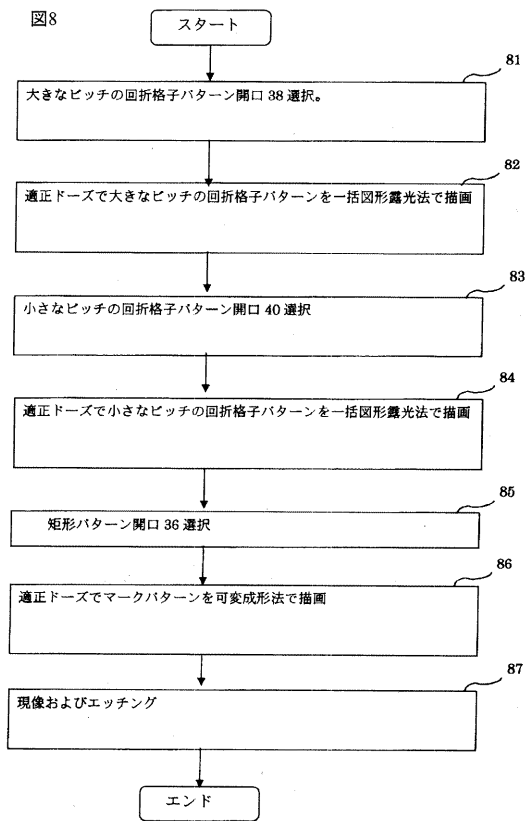 図8
スタート
81
大きなピッチの回折格子パターン開口 38 選択。
82
適正ドーズで大きなピッチの回折格子パターンを一括図形露光法で描画
83
小さなピッチの回折格子パターン開口 40 選択
84
適正ドーズで小さなピッチの回折格子パターンを一括図形露光法で描画
85
矩形パターン開口 36 選択
86
適正ドーズでマークパターンを可変成形法で描画
87
現像およびエッチング
エンド